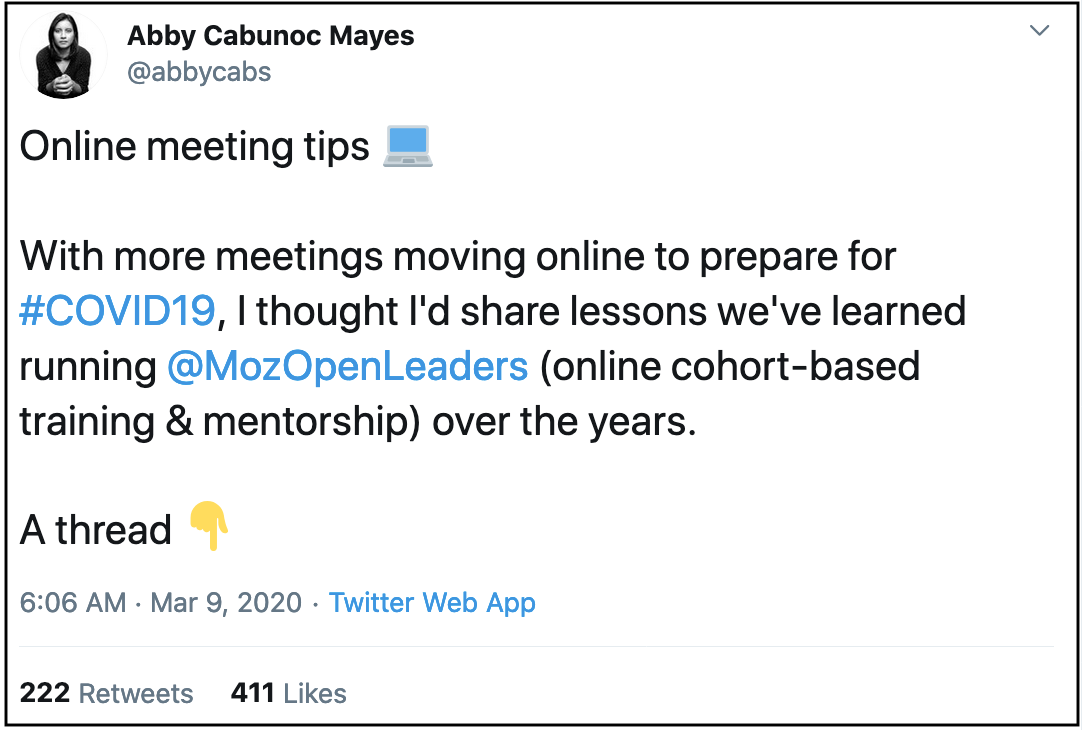 Abby Cabunoc Mayes
@abbycabs
Online meeting tips 💻
With more meetings moving online to prepare for
#COVID19, I thought I'd share lessons we've learned
running @MozOpenLeaders (online cohort-based
training & mentorship) over the years.
A thread 👇
6:06 AM · Mar 9, 2020 · Twitter Web App
222 Retweets 411 Likes